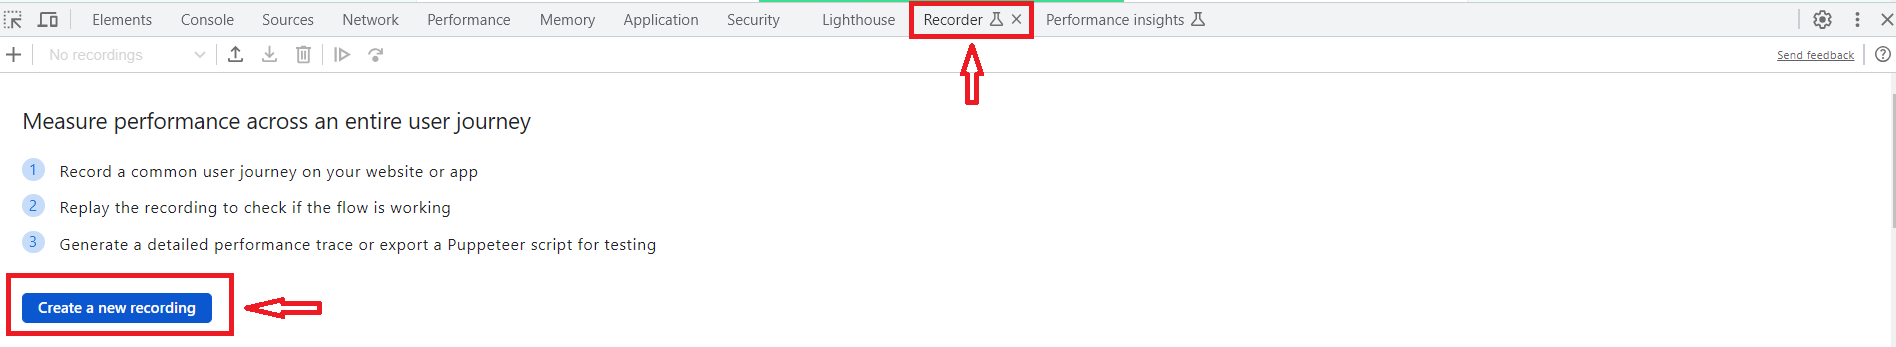 Elements Console Sources Network Performance Memory Application Security Lighthouse Recorder Performance insights
No recordings Send feedback
Measure performance across an entire user journey
1 Record a common user journey on your website or app
2 Replay the recording to check if the flow is working
3 Generate a detailed performance trace or export a Puppeteer script for testing
Create a new recording